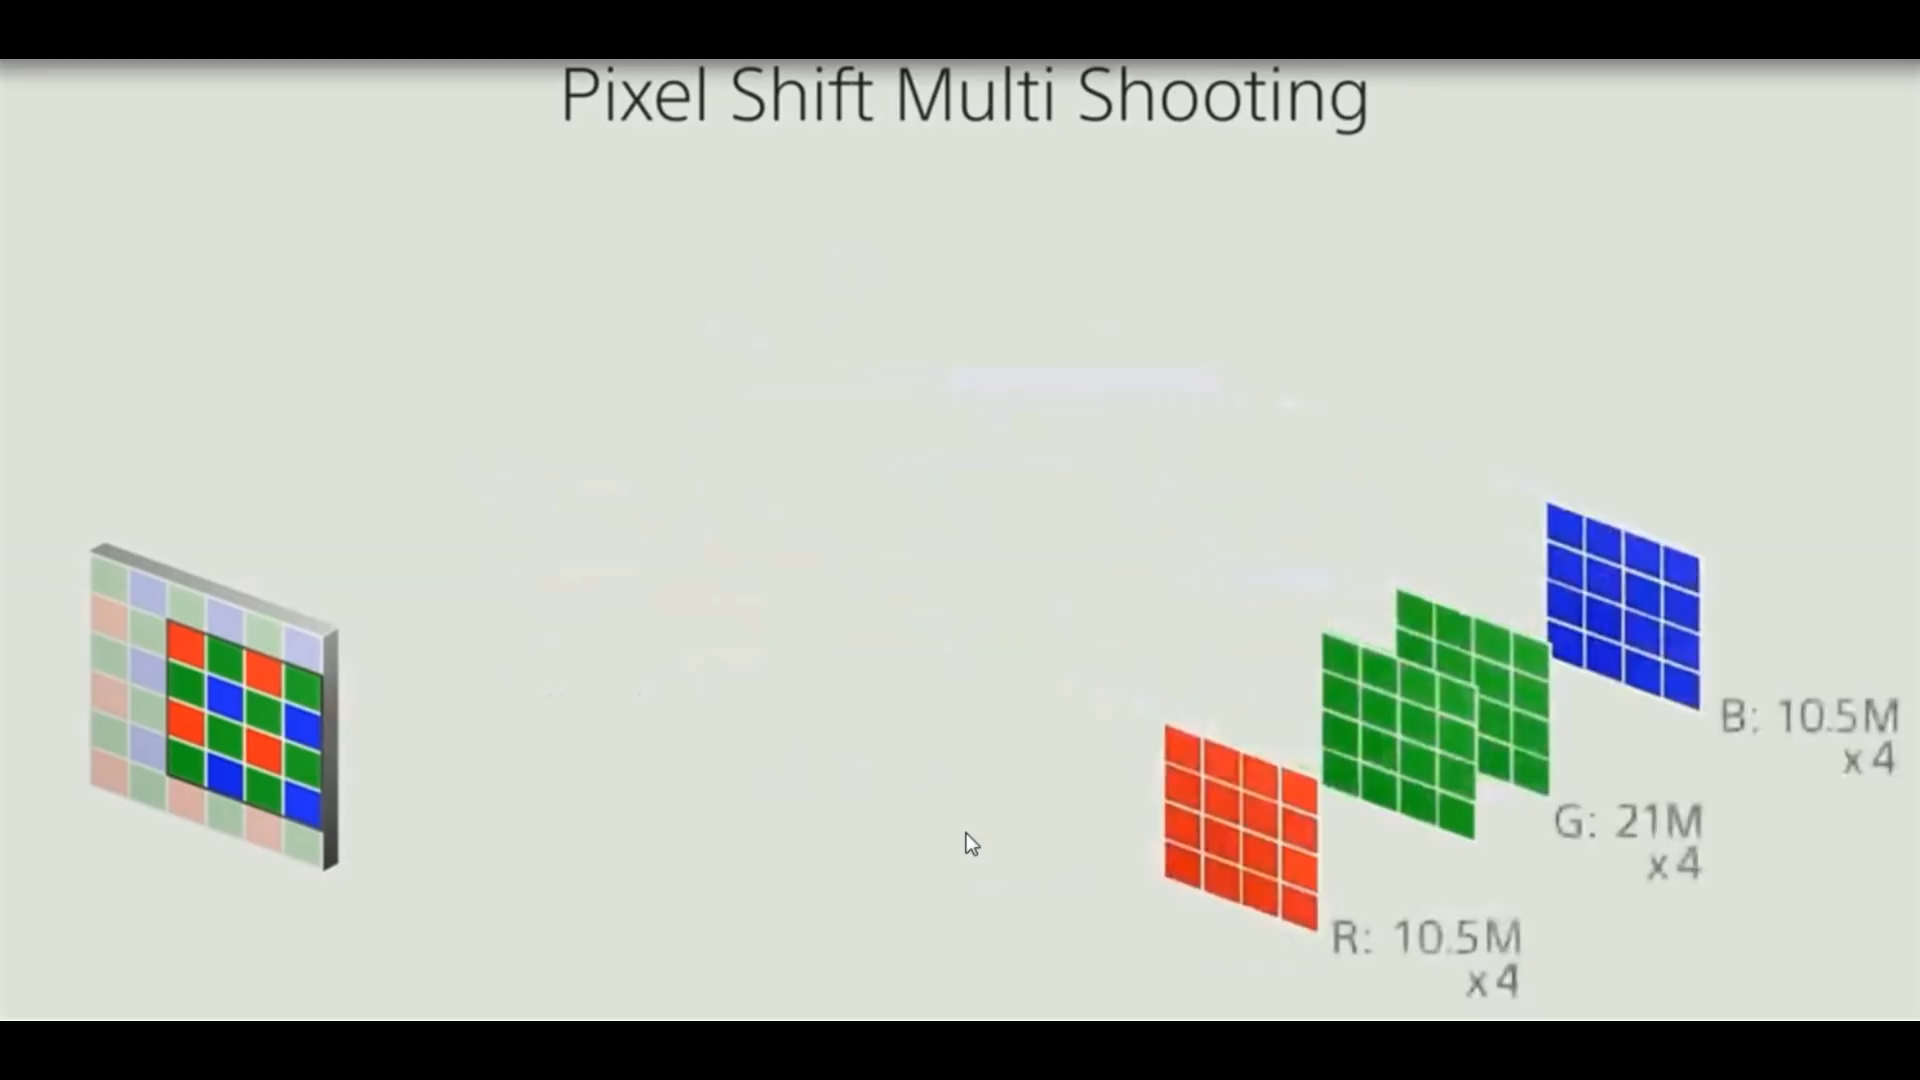 Pixel Shift Multi Shooting
B: 10.5M
x4
G: 21M
x4
R: 10.5M
x4